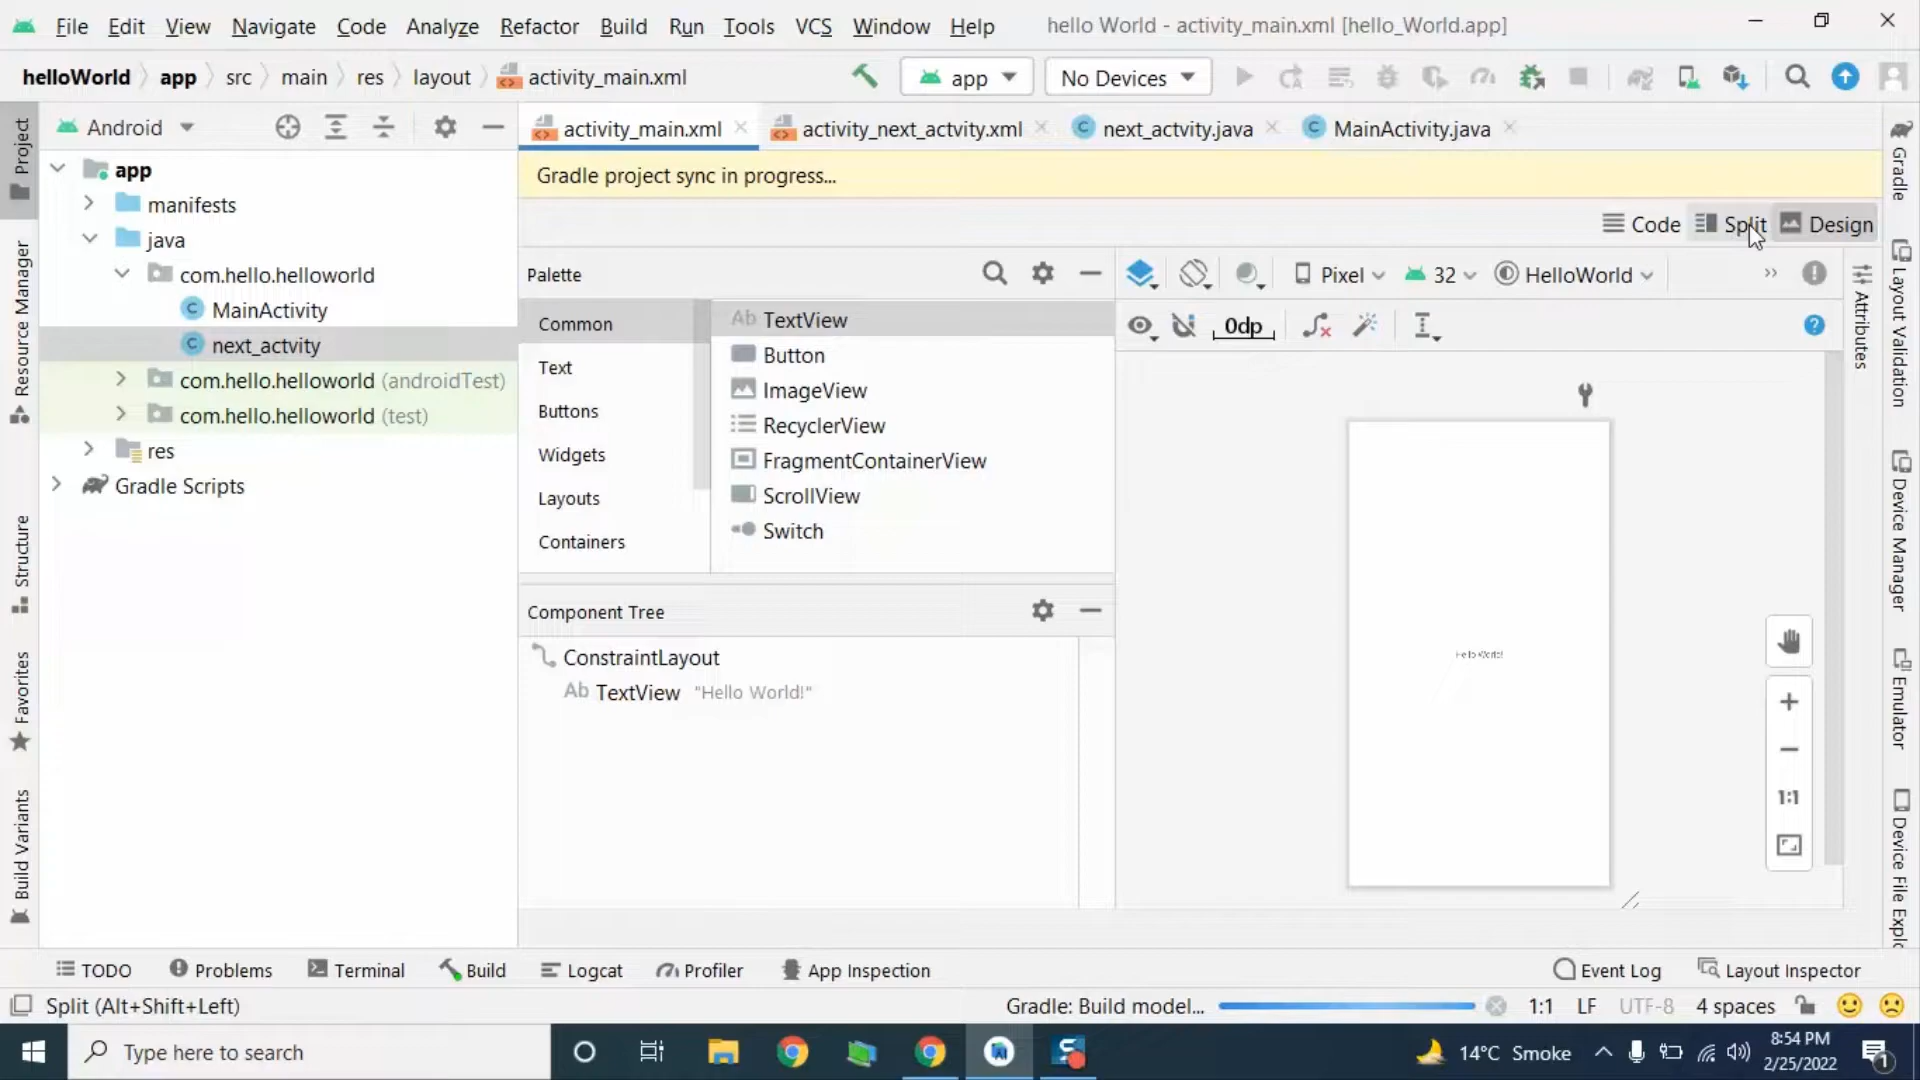 File Edit View Navigate Code Analyze Refactor Build Run Tools VCS Window Help hello World - activity_main.xml [hello_World.app]
helloWorld app src main res layout activity_main.xml app No Devices
Project
Android
activity_main.xml activity_next_actvity.xml next_actvity.java MainActivity.java
Gradle project sync in progress...
Code Split Design
app
manifests
java
com.hello.helloworld
MainActivity
next_actvity
com.hello.helloworld (androidTest)
com.hello.helloworld (test)
res
Gradle Scripts
Resource Manager
Structure
Favorites
Build Variants
Palette
Common
Text
Buttons
Widgets
Layouts
Containers
Ab TextView
Button
ImageView
RecyclerView
FragmentContainerView
ScrollView
Switch
Component Tree
ConstraintLayout
Ab TextView "Hello World!"
Pixel 32 HelloWorld
0dp
Hello World!
1:1
Attributes
Gradle
Layout Validation
Device Manager
Emulator
Device File Explo
TODO Problems Terminal Build Logcat Profiler App Inspection Event Log Layout Inspector
Split (Alt+Shift+Left) Gradle: Build model... 1:1 LF UTF-8 4 spaces
Type here to search
14°C Smoke
8:54 PM
2/25/2022
1